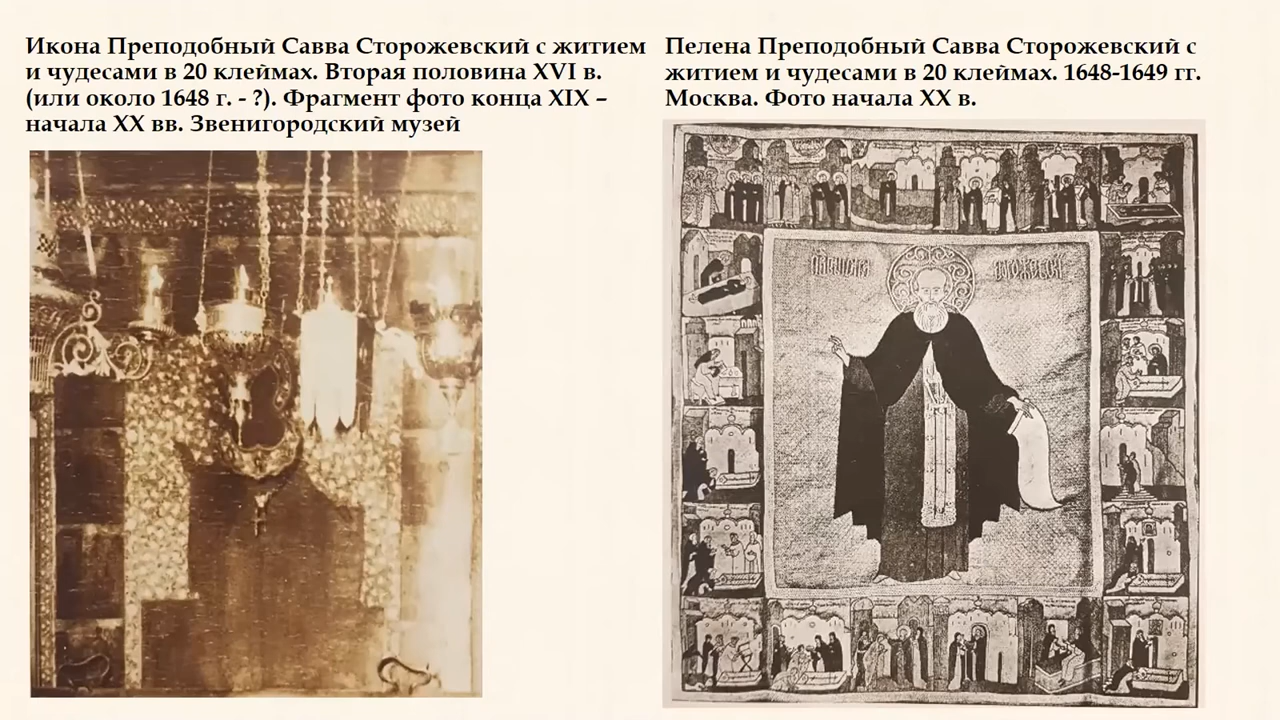 Икона Преподобный Савва Сторожевский с житием
и чудесами в 20 клеймах. Вторая половина XVI в.
(или около 1648 г. - ?). Фрагмент фото конца XIX –
начала XX вв. Звенигородский музей
Пелена Преподобный Савва Сторожевский с
житием и чудесами в 20 клеймах. 1648-1649 гг.
Москва. Фото начала XX в.